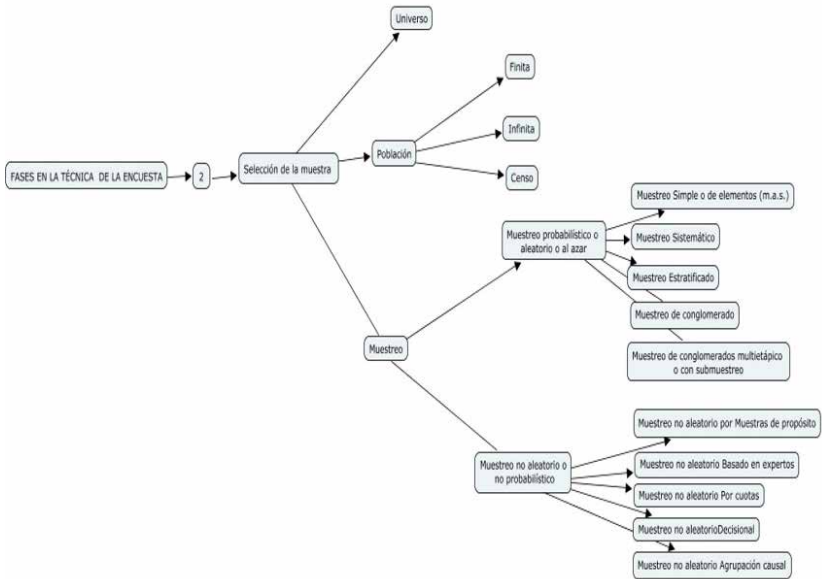 Universo
Finita
Infinita
Población
Censo
FASES EN LA TÉCNICA DE LA ENCUESTA
2
Selección de la muestra
Muestreo Simple o de elementos (m.a.s.)
Muestreo probabilístico o
aleatorio o al azar
Muestreo Sistemático
Muestreo Estratificado
Muestreo de conglomerado
Muestreo
Muestreo de conglomerados multietápico
o con submuestreo
Muestreo no aleatorio por Muestras de propósito
Muestreo no aleatorio o
no probabilístico
Muestreo no aleatorio Basado en expertos
Muestreo no aleatorio Por cuotas
Muestreo no aleatorioDecisional
Muestreo no aleatorio Agrupación causal